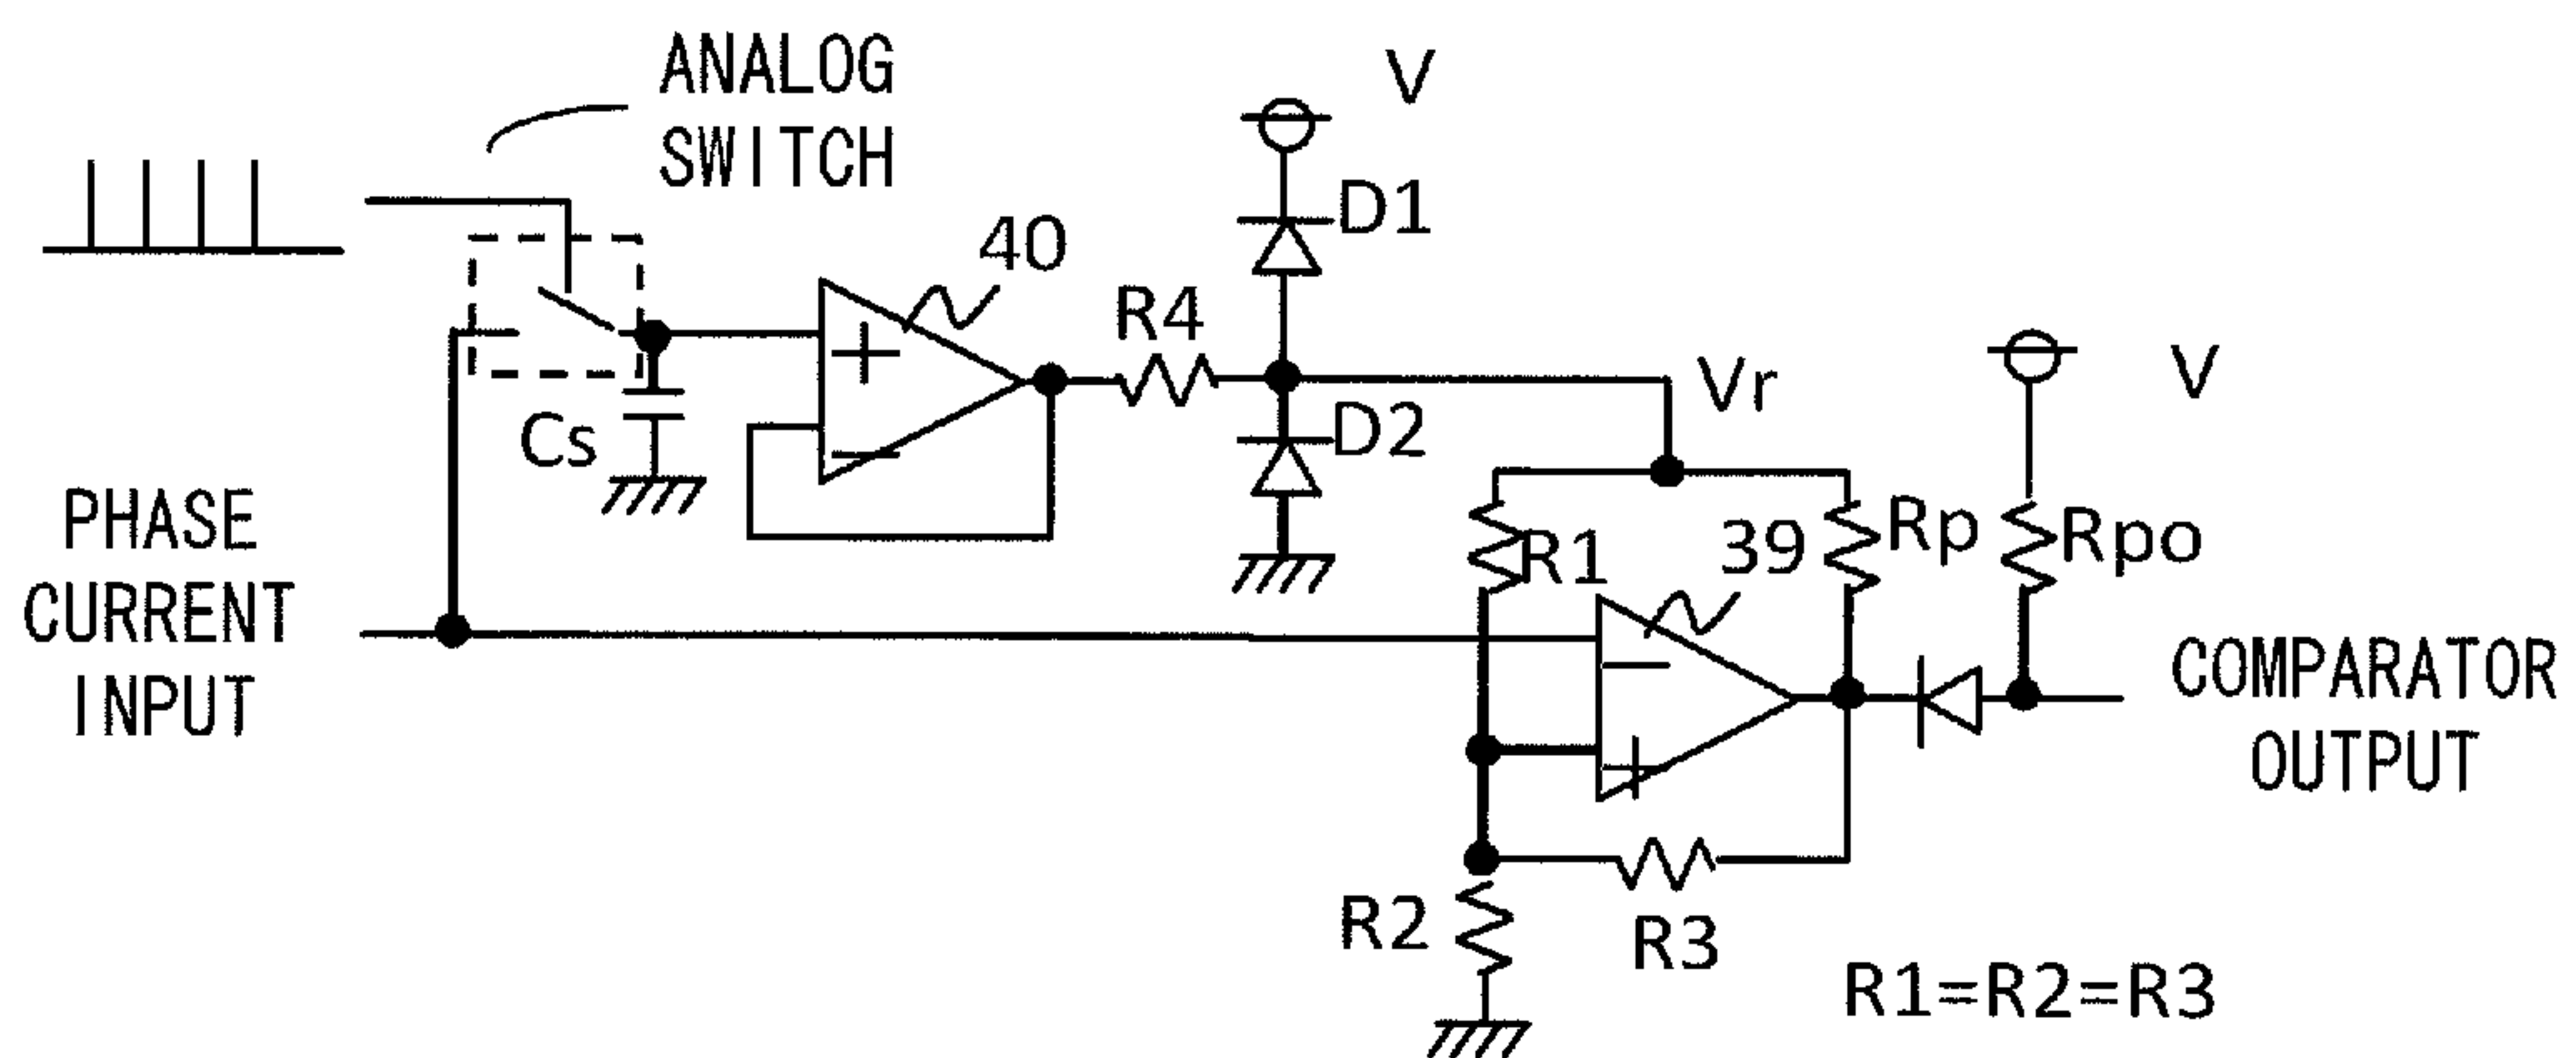 ANALOG
SWITCH
V
D1
40
R4
Cs
D2
Vr
V
PHASE
CURRENT
INPUT
R1
39
Rp
Rpo
COMPARATOR
OUTPUT
R2
R3
R1=R2=R3